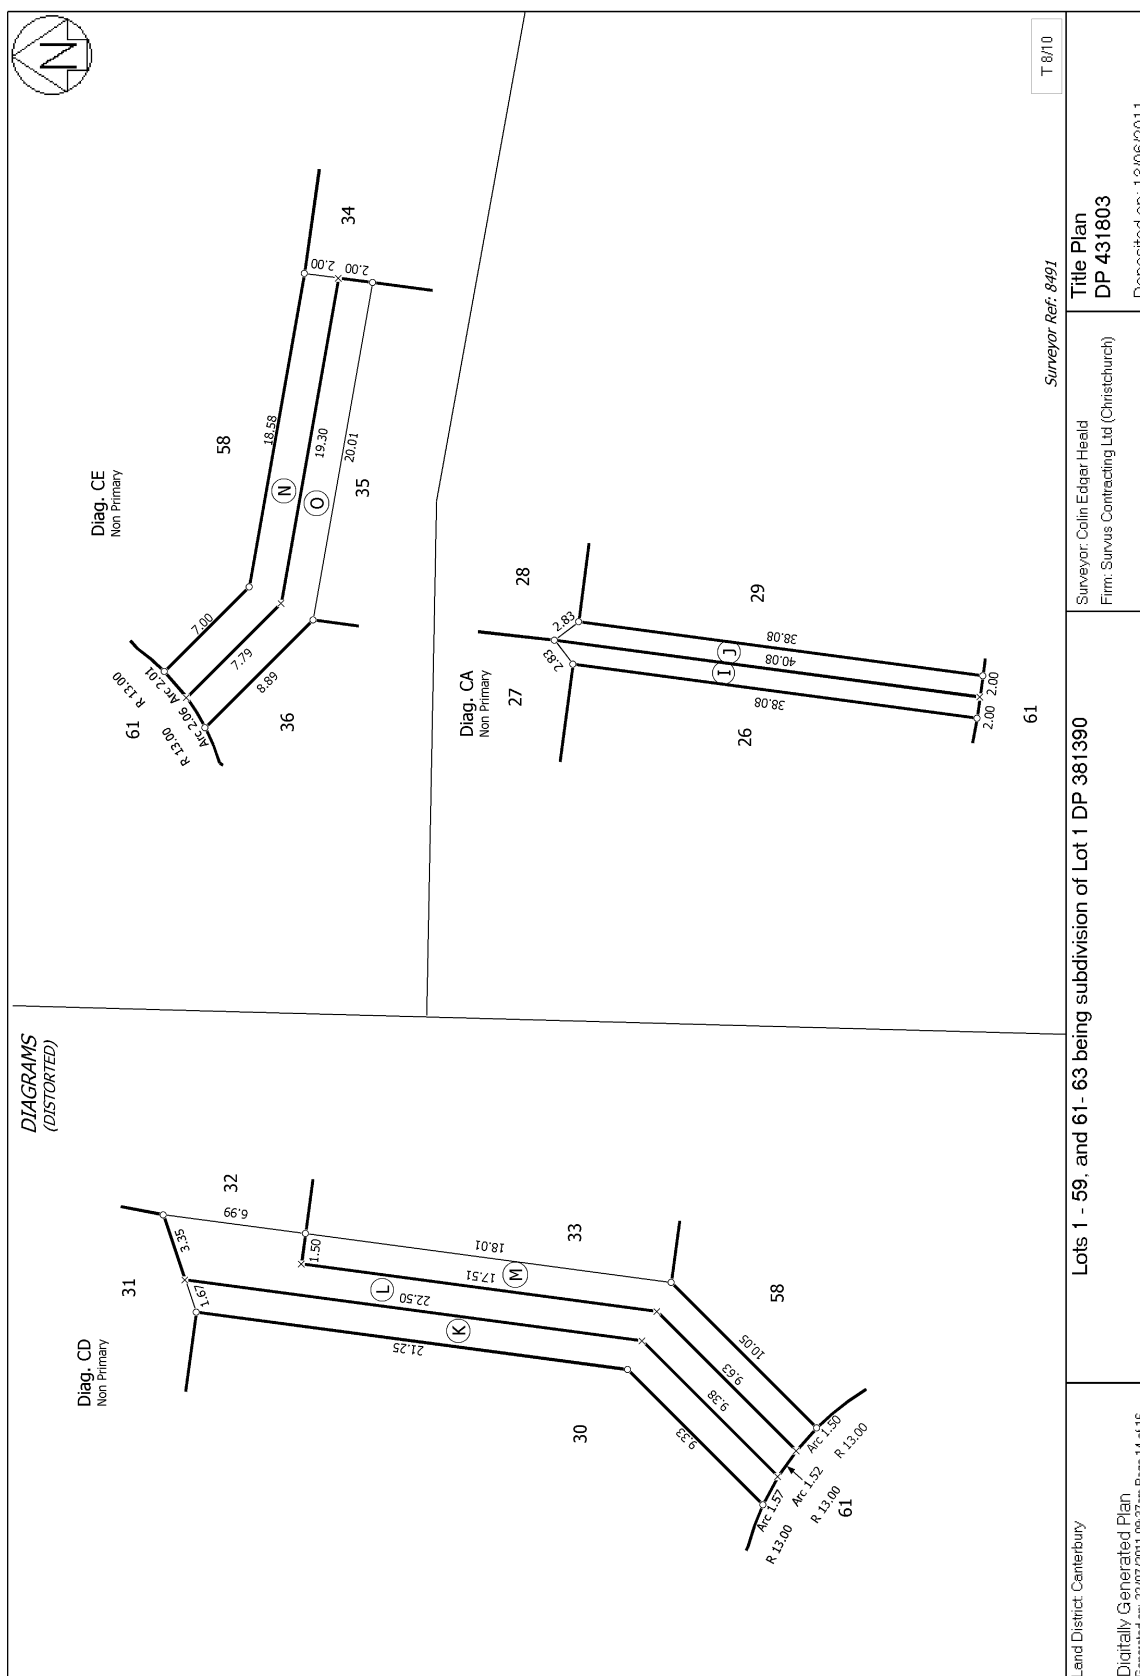 N
T 8/10
DIAGRAMS
(DISTORTED)
Diag. CD
Non Primary
31
32
3.35
6.99
1.67
1.50
L
22.50
K
21.25
17.51
M
18.01
33
30
58
9.33
9.38
9.63
10.05
Arc 1.57
R 13.00
Arc 1.52
R 13.00
Arc 1.50
R 13.00
61
Diag. CE
Non Primary
58
34
61
R 13.00
Arc 2.01
R 13.00
Arc 2.06
7.00
7.79
8.89
18.58
N
19.30
O
20.01
2.00
2.00
35
36
Diag. CA
Non Primary
27
28
2.83
2.83
26
29
38.08
I
40.08
J
38.08
2.00
2.00
61
Surveyor Ref: 8491
Land District: Canterbury
Digitally Generated Plan
Lots 1 - 59, and 61- 63 being subdivision of Lot 1 DP 381390
Surveyor: Colin Edgar Heald
Firm: Survus Contracting Ltd (Christchurch)
Title Plan
DP 431803